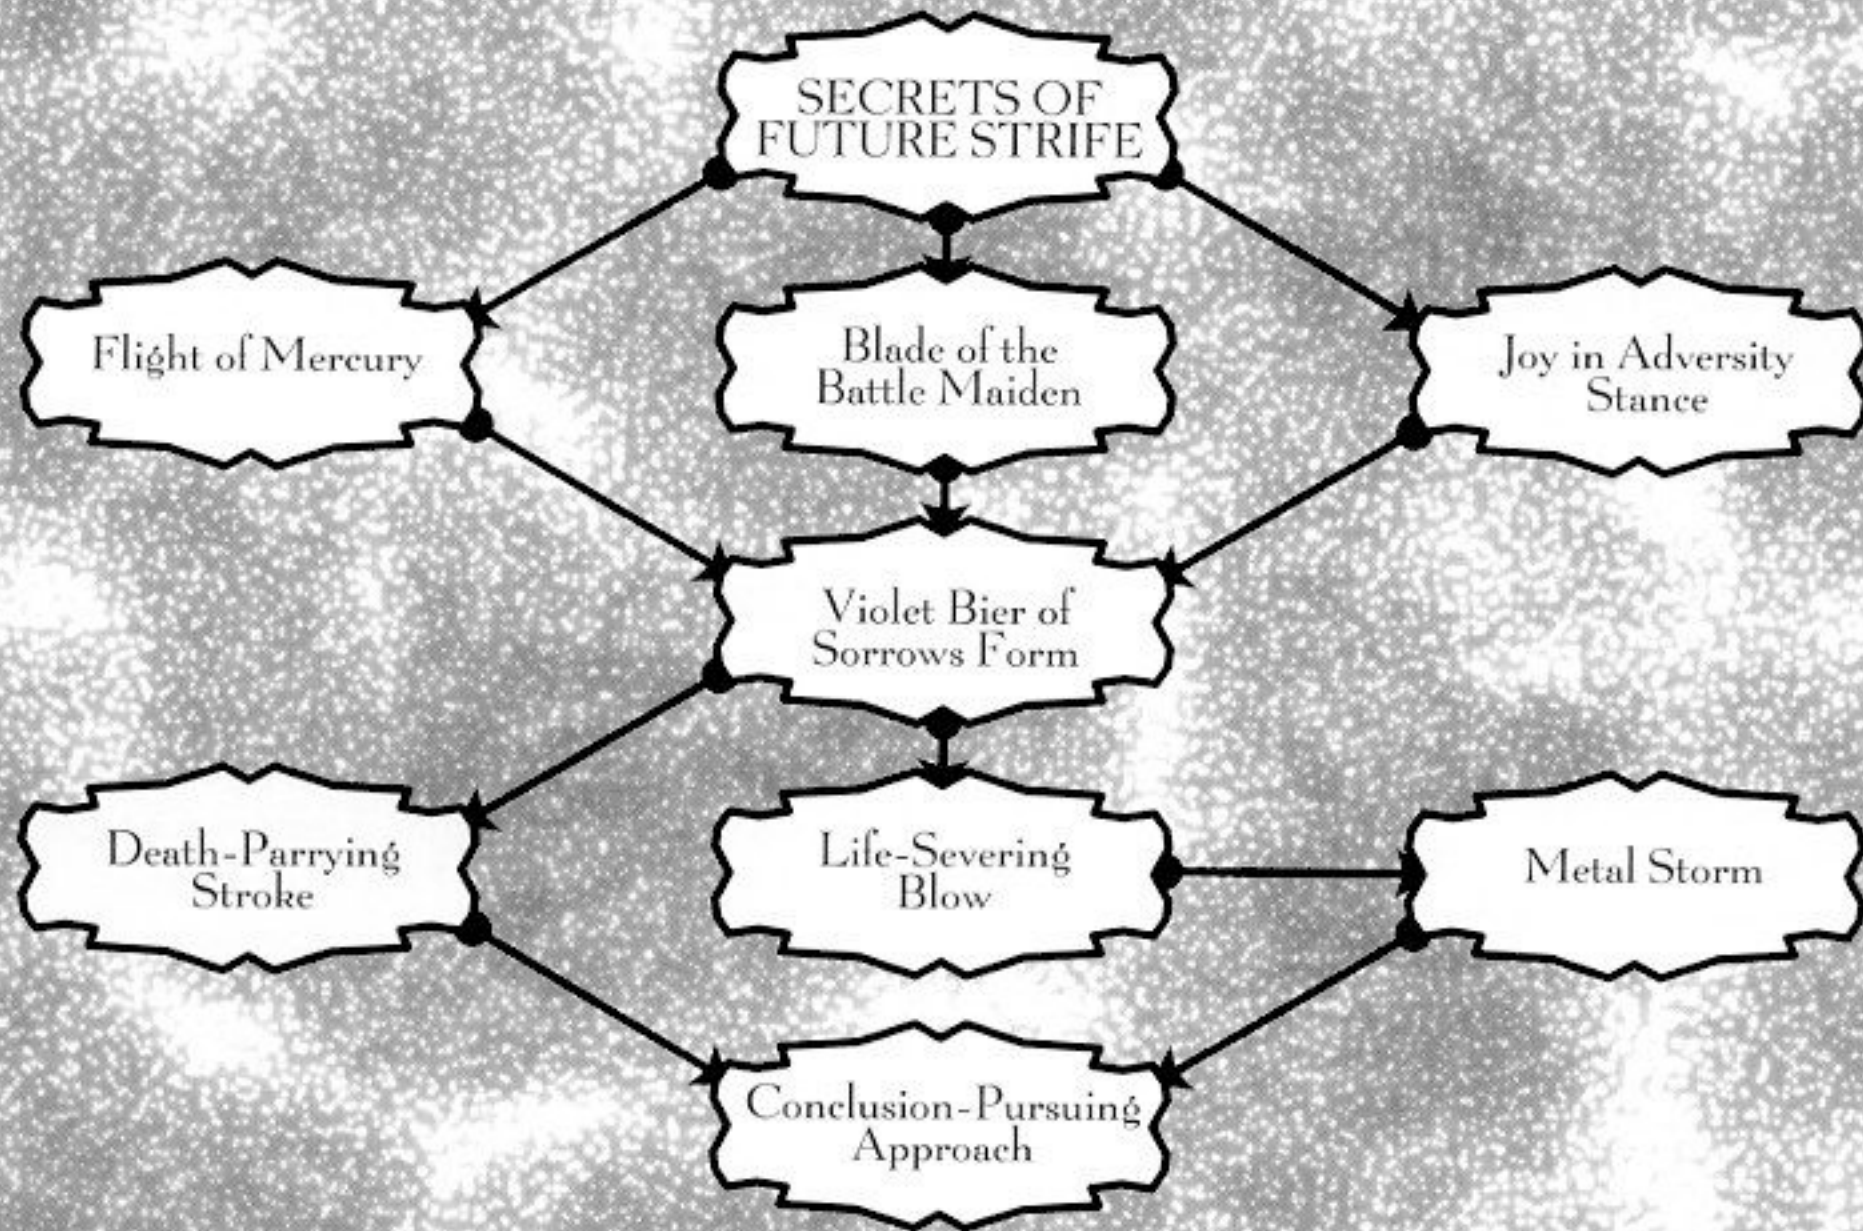 SECRETS OF
FUTURE STRIFE
Flight of Mercury
Blade of the
Battle Maiden
Joy in Adversity
Stance
Violet Bier of
Sorrows Form
Death-Parrying
Stroke
Life-Severing
Blow
Metal Storm
Conclusion-Pursuing
Approach